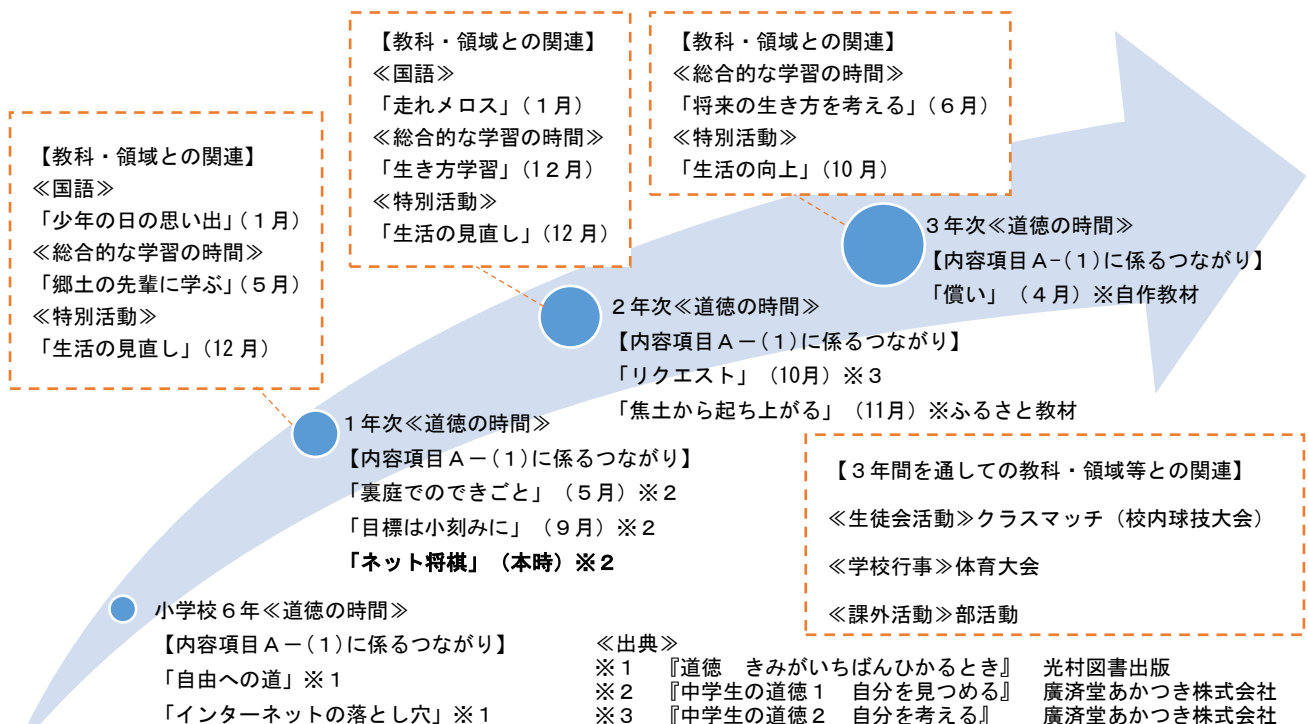 【教科・領域との関連】
≪国語≫
「少年の日の思い出」（１月）
≪総合的な学習の時間≫
「郷土の先輩に学ぶ」（５月）
≪特別活動≫
「生活の見直し」（12 月）
【教科・領域との関連】
≪国語≫
「走れメロス」（１月）
≪総合的な学習の時間≫
「生き方学習」（１２月）
≪特別活動≫
「生活の見直し」（12 月）
【教科・領域との関連】
≪総合的な学習の時間≫
「将来の生き方を考える」（６月）
≪特別活動≫
「生活の向上」（10 月）
３年次≪道徳の時間≫
【内容項目Ａ-（１）に係るつながり】
「償い」（４月）※自作教材
２年次≪道徳の時間≫
【内容項目Ａ－（１）に係るつながり】
「リクエスト」（10月）※３
「焦土から起ち上がる」（11月）※ふるさと教材
１年次≪道徳の時間≫
【内容項目Ａ－（１）に係るつながり】
「裏庭でのできごと」（５月）※２
「目標は小刻みに」（９月）※２
「ネット将棋」（本時）※２
【３年間を通しての教科・領域等との関連】
≪生徒会活動≫クラスマッチ（校内球技大会）
≪学校行事≫体育大会
≪課外活動≫部活動
小学校６年≪道徳の時間≫
【内容項目Ａ－（１）に係るつながり】
「自由への道」※１
「インターネットの落とし穴」※１
≪出典≫
※１　『道徳　きみがいちばんひかるとき』　光村図書出版
※２　『中学生の道徳１　自分を見つめる』　廣済堂あかつき株式会社
※３　『中学生の道徳２　自分を考える』　廣済堂あかつき株式会社